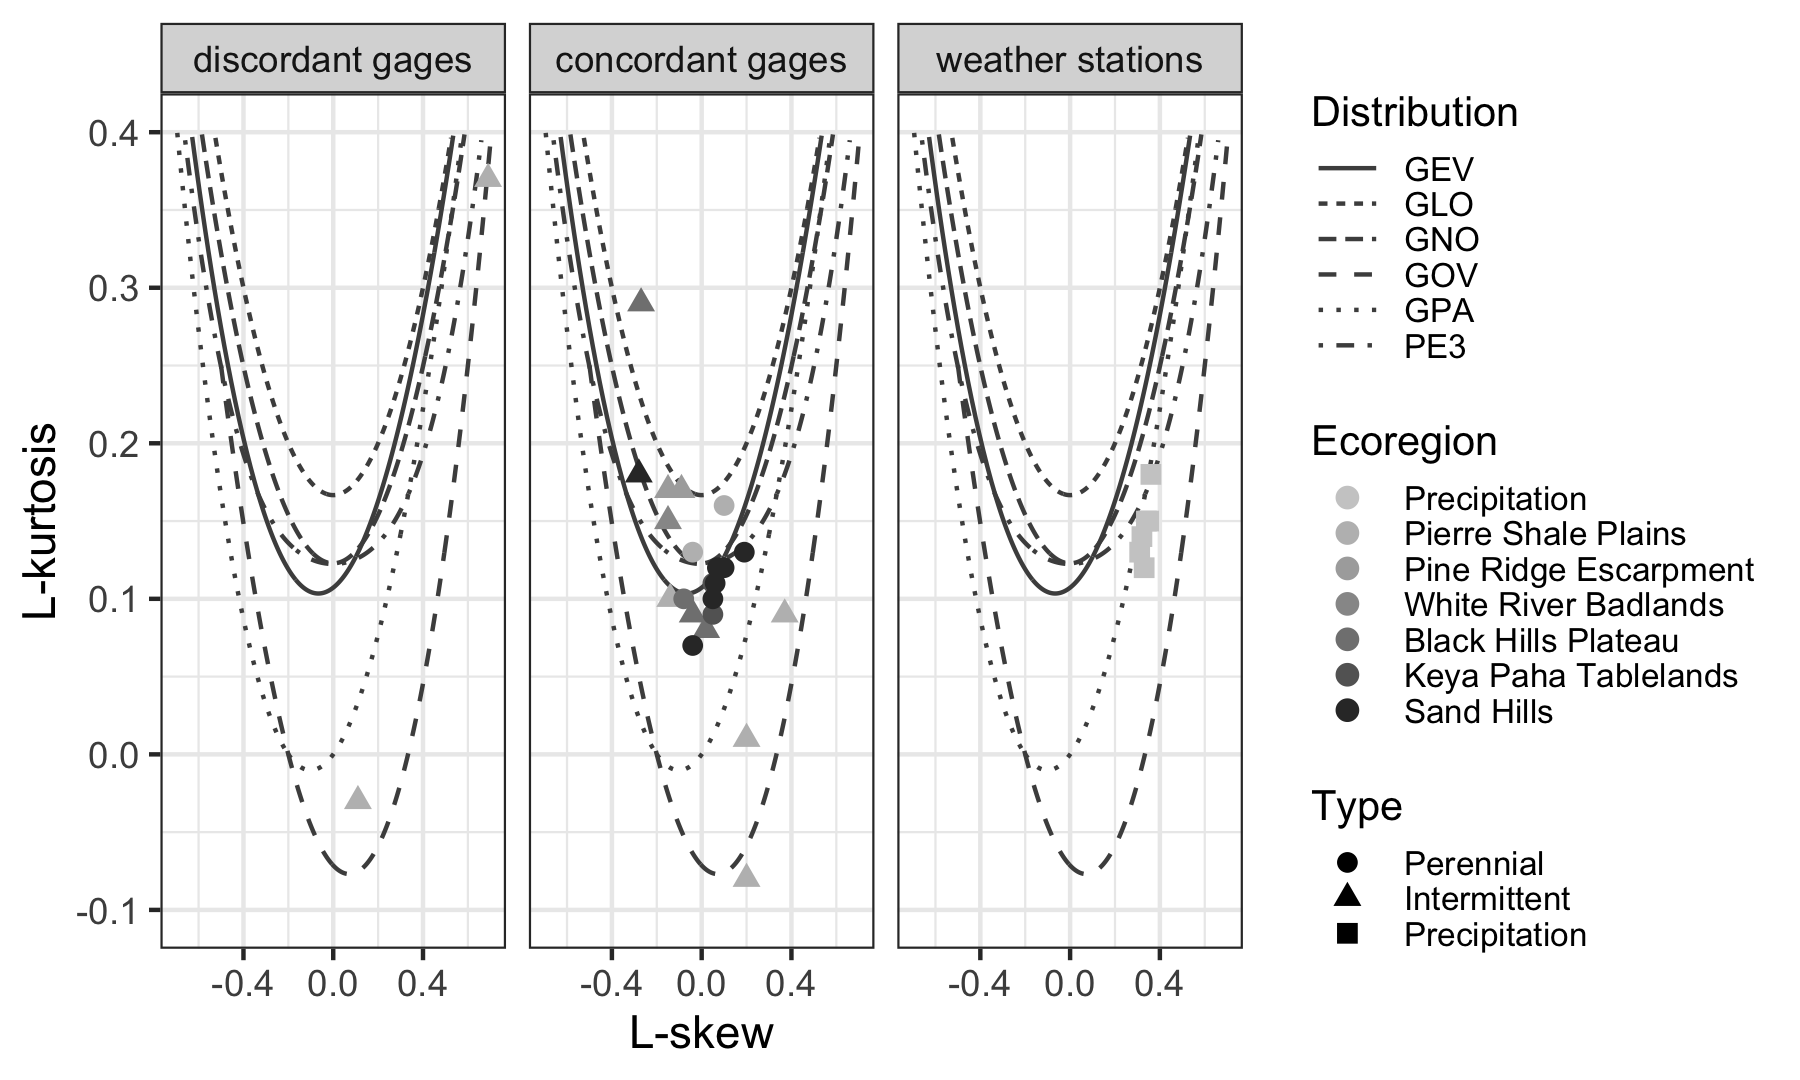 discordant gages
concordant gages
weather stations
L-kurtosis
0.4
0.3
0.2
0.1
0.0
-0.1
-0.4 0.0 0.4
-0.4 0.0 0.4
-0.4 0.0 0.4
L-skew
Distribution
GEV
GLO
GNO
GOV
GPA
PE3
Ecoregion
Precipitation
Pierre Shale Plains
Pine Ridge Escarpment
White River Badlands
Black Hills Plateau
Keya Paha Tablelands
Sand Hills
Type
Perennial
Intermittent
Precipitation